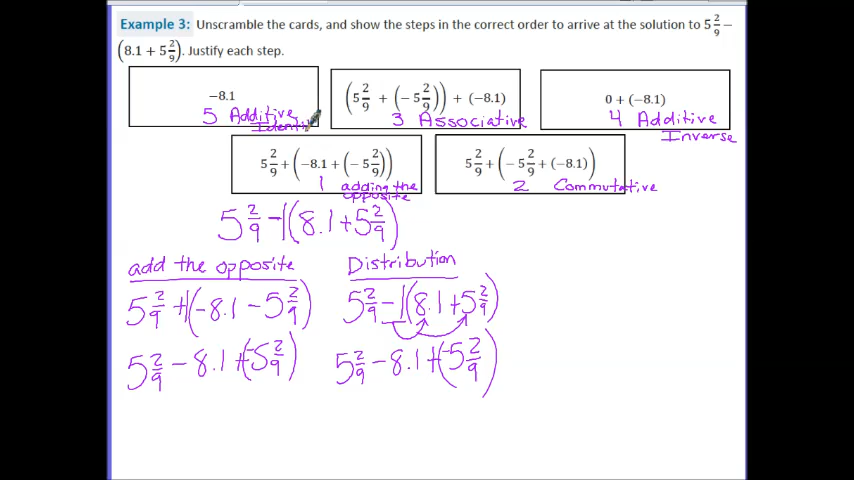 Example 3: Unscramble the cards, and show the steps in the correct order to arrive at the solution to 5 2/9 −
(8.1 + 5 2/9). Justify each step.
−8.1
5 Additive
Identity
(5 2/9 + (−5 2/9)) + (−8.1)
3 Associative
0 + (−8.1)
4 Additive
Inverse
5 2/9 + (−8.1 + (−5 2/9))
1 adding the
opposite
5 2/9 + (−5 2/9 + (−8.1))
2 Commutative
5 2/9 −1(8.1+5 2/9)
add the opposite
5 2/9 +1(−8.1 −5 2/9)
5 2/9 − 8.1 +(−5 2/9)
Distribution
5 2/9 −1(8.1+5 2/9)
5 2/9 − 8.1 +(−5 2/9)